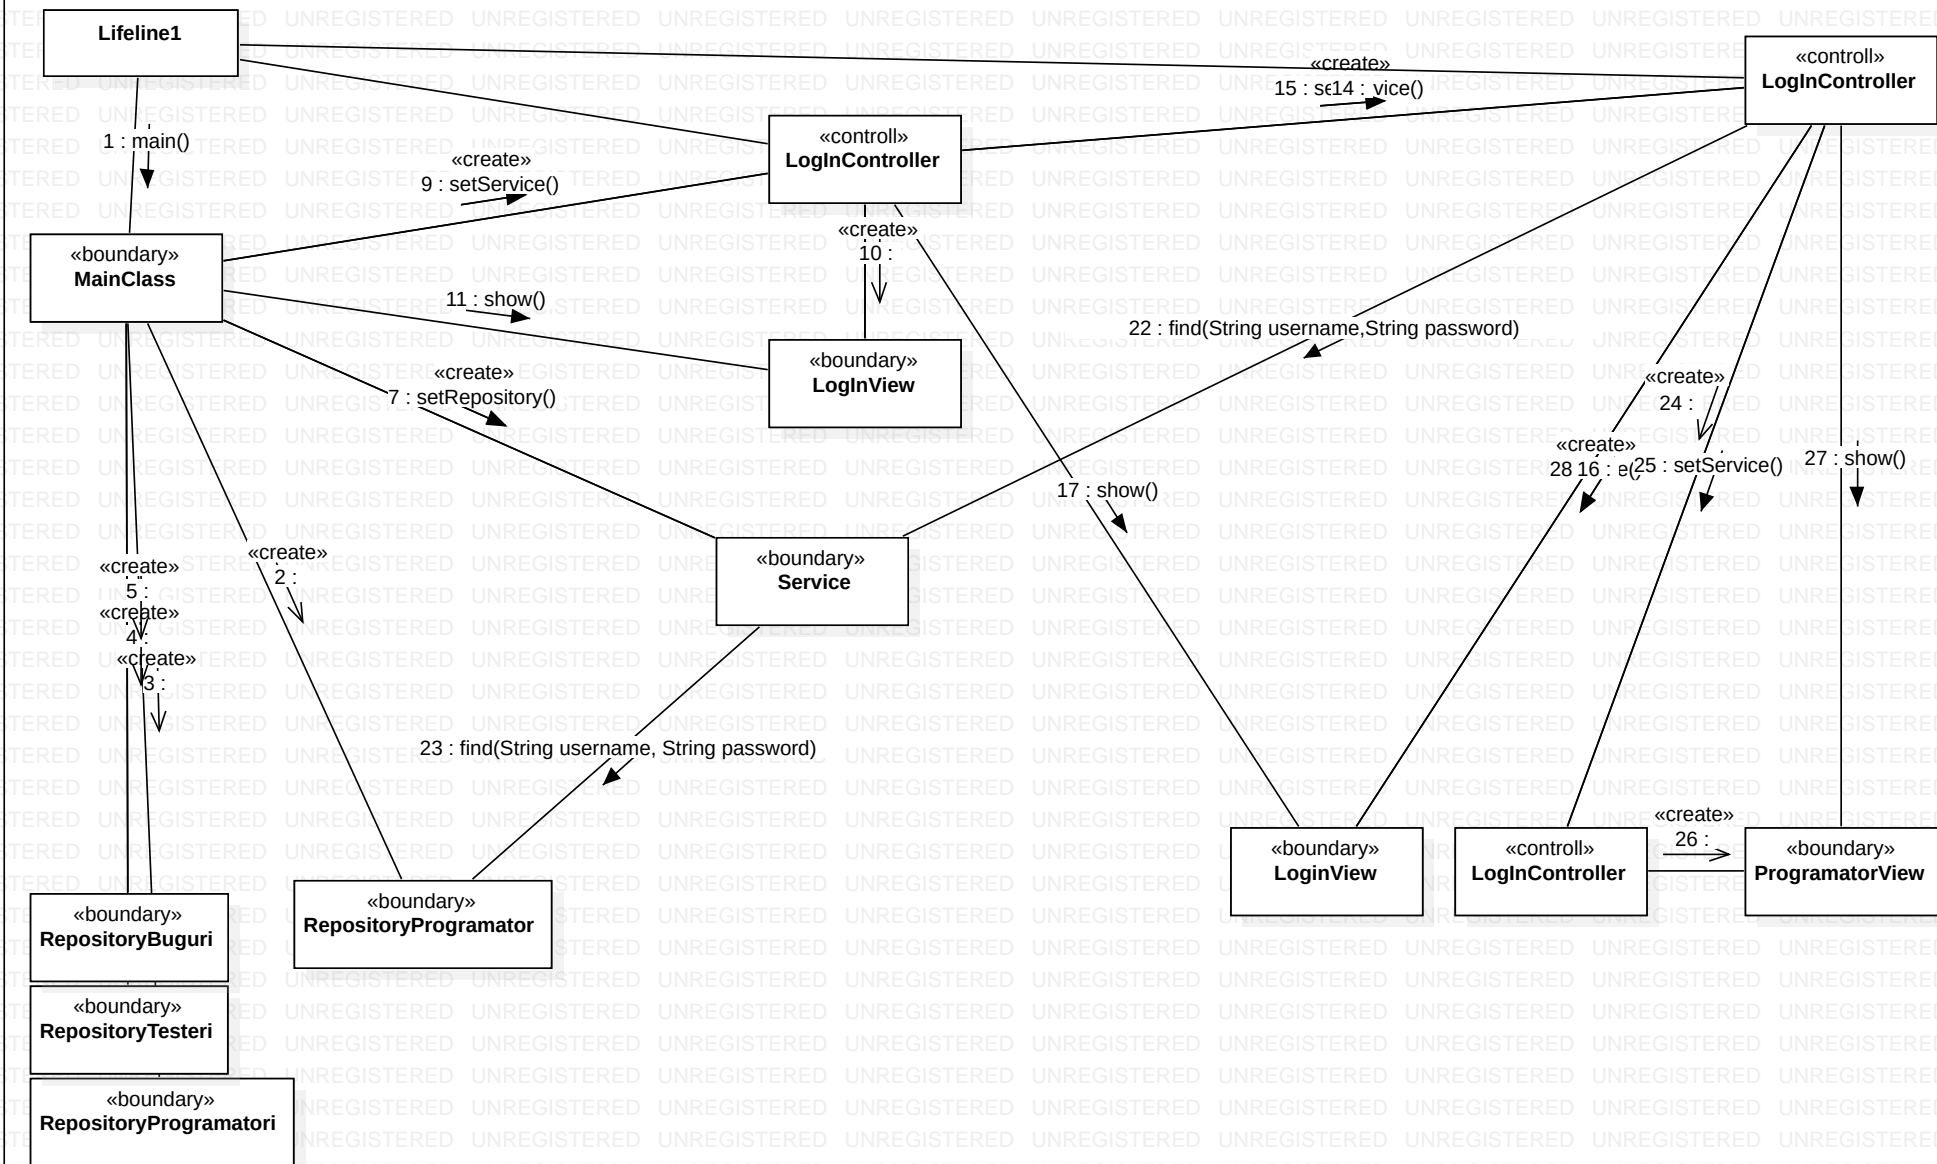 Lifeline1
«controll»
LogInController
«create»
15 : se14 : vice()
«controll»
LogInController
1 : main()
«create»
9 : setService()
«create»
10 :
«boundary»
MainClass
11 : show()
22 : find(String username,String password)
«boundary»
LogInView
«create»
7 : setRepository()
«create»
24 :
«create»
28 16 : e()
25 : setService()
27 : show()
17 : show()
«boundary»
Service
«create»
5 :
«create»
4 :
«create»
3 :
«create»
2 :
23 : find(String username, String password)
«create»
26 :
«boundary»
LoginView
«controll»
LogInController
«boundary»
ProgramatorView
«boundary»
RepositoryBuguri
«boundary»
RepositoryProgramator
«boundary»
RepositoryTesteri
«boundary»
RepositoryProgramatori
UNREGISTERED